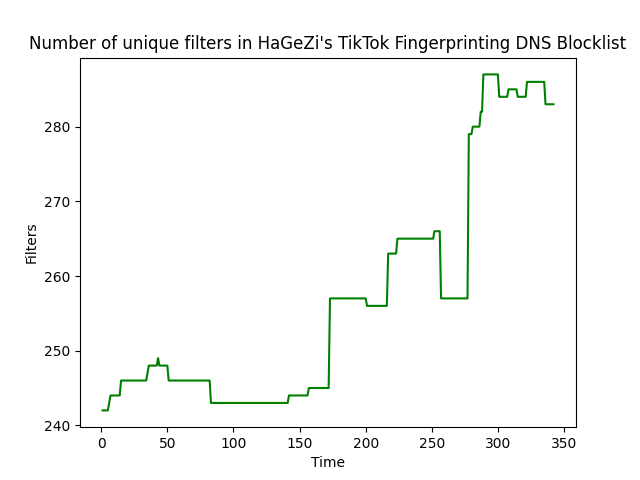 Number of unique filters in HaGeZi's TikTok Fingerprinting DNS Blocklist
280
270
260
250
240
Filters
0 50 100 150 200 250 300 350
Time